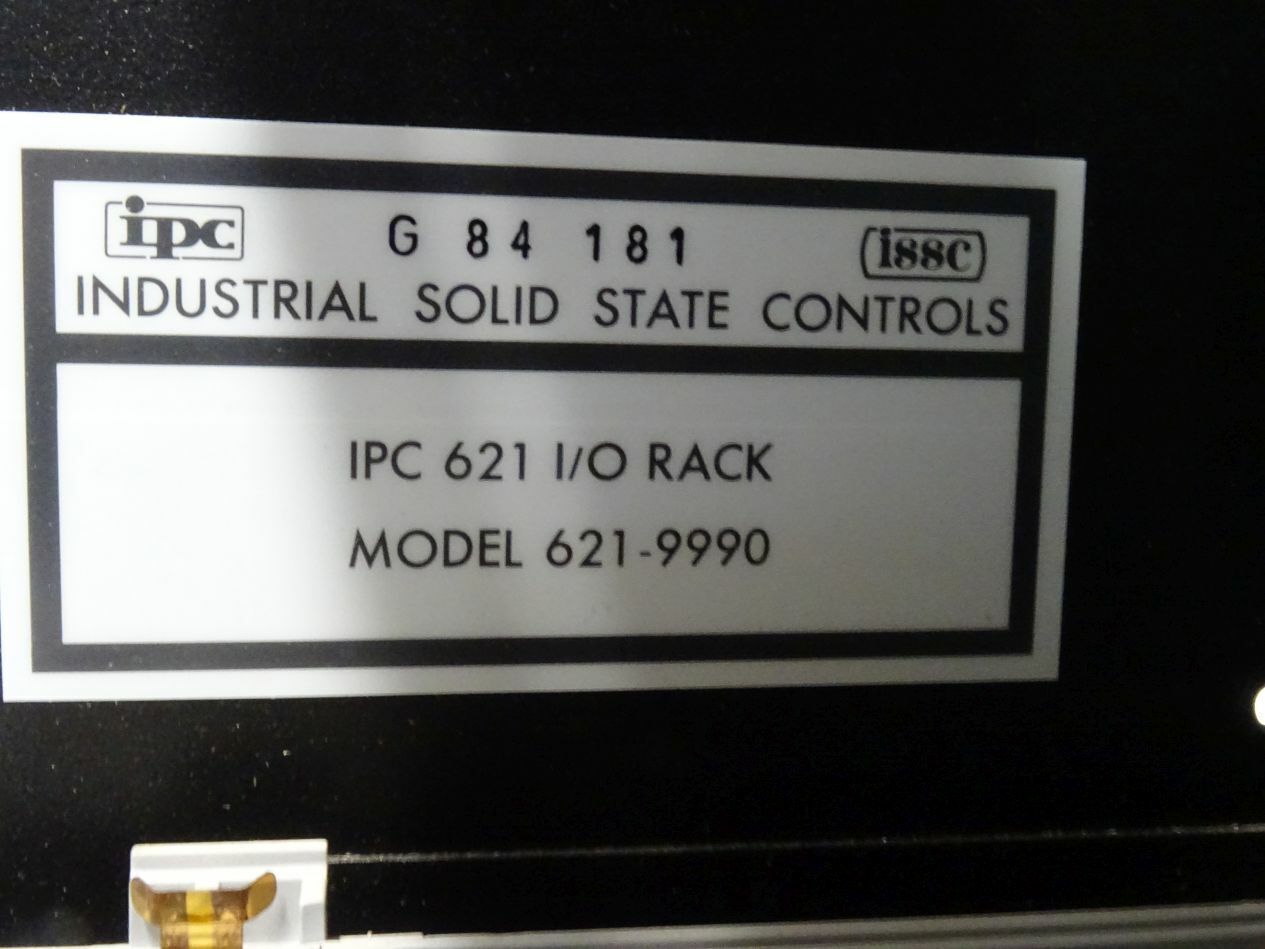 ipc G 84 181 issc
INDUSTRIAL SOLID STATE CONTROLS
IPC 621 I/O RACK
MODEL 621-9990